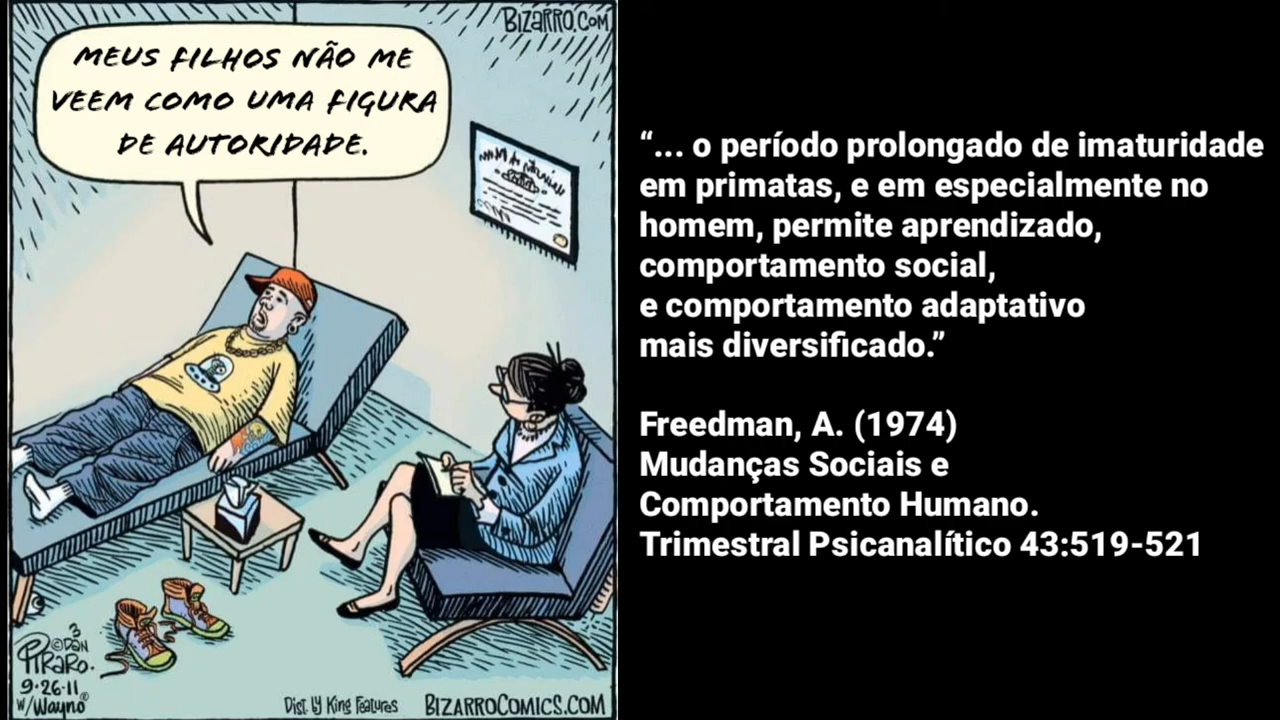 BIZARRO.COM
MEUS FILHOS NÃO ME
VEEM COMO UMA FIGURA
DE AUTORIDADE.
3
©DAN
PIRARO.
9·26·11
W/Wayno®
Dist. by King Features
BIZARROCOMICS.COM
“... o período prolongado de imaturidade
em primatas, e em especialmente no
homem, permite aprendizado,
comportamento social,
e comportamento adaptativo
mais diversificado.”
Freedman, A. (1974)
Mudanças Sociais e
Comportamento Humano.
Trimestral Psicanalítico 43:519-521